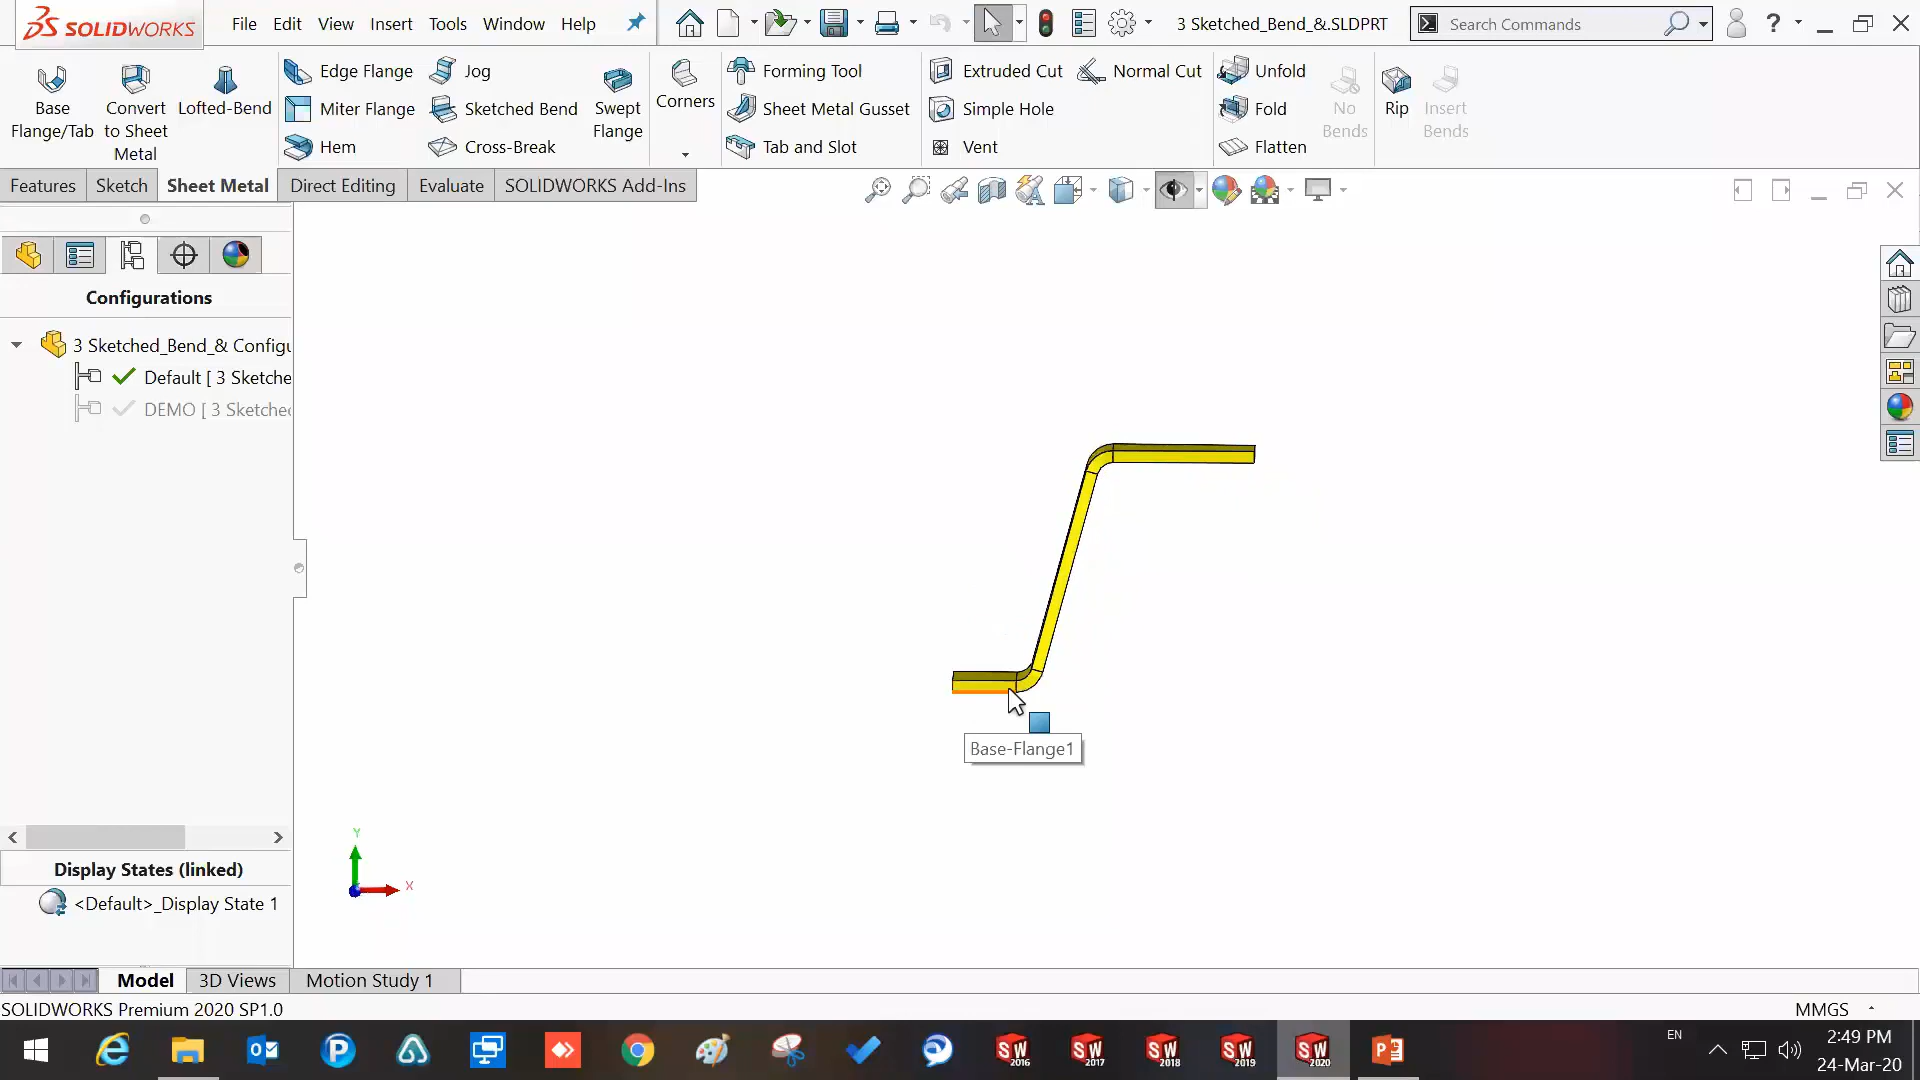 SOLIDWORKS
File Edit View Insert Tools Window Help
3 Sketched_Bend_&.SLDPRT
Search Commands
?
Base
Flange/Tab
Convert
to Sheet
Metal
Lofted-Bend
Edge Flange
Miter Flange
Hem
Jog
Sketched Bend
Cross-Break
Swept
Flange
Corners
Forming Tool
Sheet Metal Gusset
Tab and Slot
Extruded Cut
Simple Hole
Vent
Normal Cut
Unfold
Fold
Flatten
No
Bends
Rip
Insert
Bends
Features Sketch Sheet Metal Direct Editing Evaluate SOLIDWORKS Add-Ins
Configurations
3 Sketched_Bend_& Configu
Default [ 3 Sketche
DEMO [ 3 Sketche
Base-Flange1
Y
X
Display States (linked)
<Default>_Display State 1
Model 3D Views Motion Study 1
SOLIDWORKS Premium 2020 SP1.0
MMGS
SW 2016
SW 2017
SW 2018
SW 2019
SW 2020
EN
2:49 PM
24-Mar-20